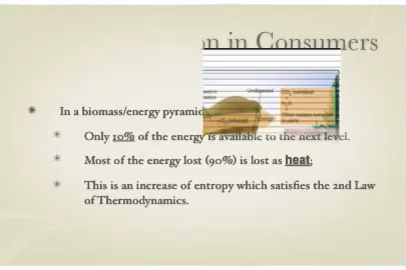 n in Consumers
Undigested
In a biomass/energy pyramid
Only 10% of the energy is available to the next level.
Most of the energy lost (90%) is lost as heat;
This is an increase of entropy which satisfies the 2nd Law
of Thermodynamics.